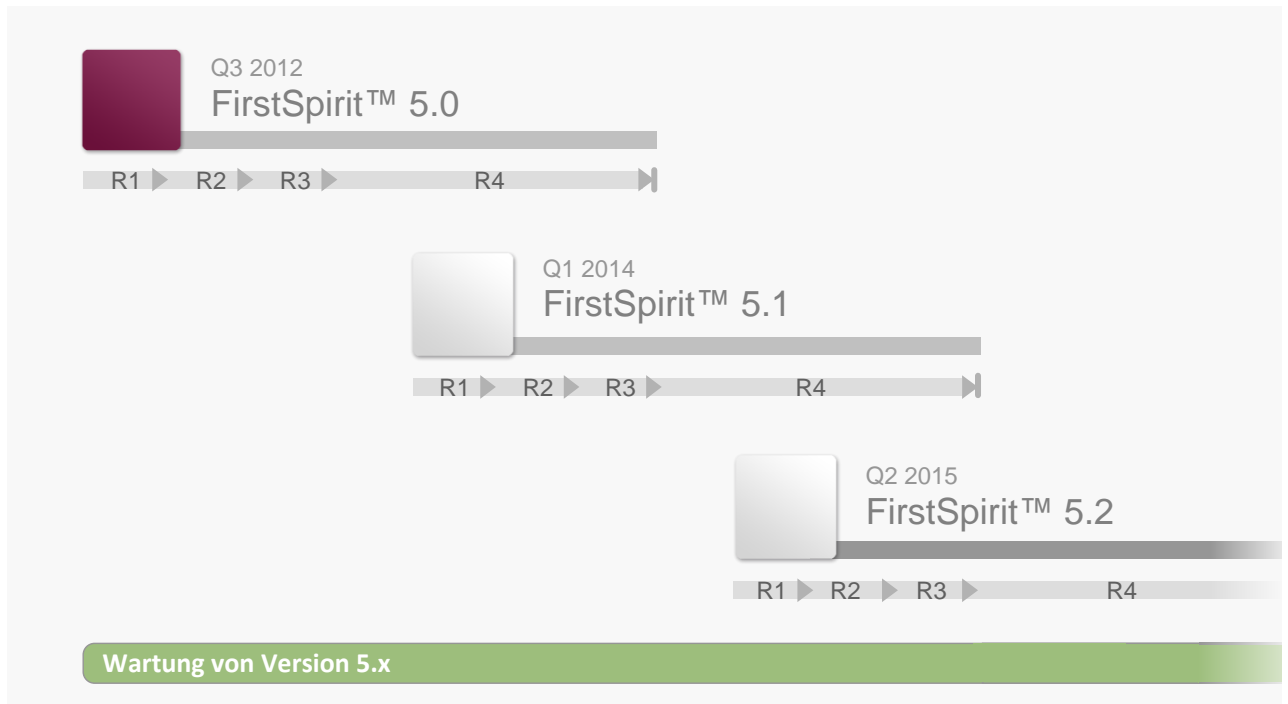 Q3 2012
FirstSpirit™ 5.0
R1 R2 R3 R4
Q1 2014
FirstSpirit™ 5.1
R1 R2 R3 R4
Q2 2015
FirstSpirit™ 5.2
R1 R2 R3 R4
Wartung von Version 5.x